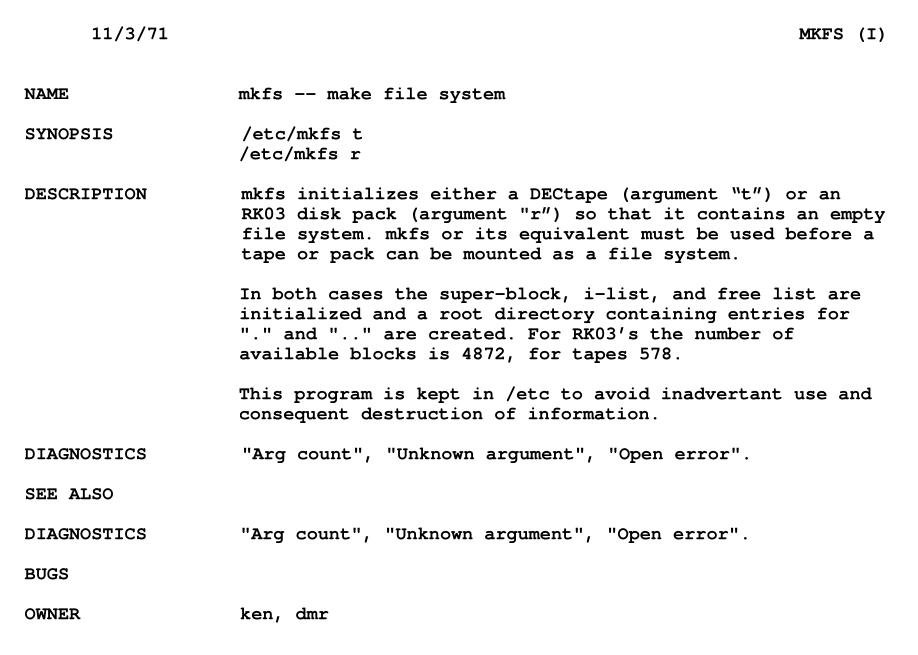 11/3/71 MKFS (I)
NAME mkfs -- make file system
SYNOPSIS /etc/mkfs t
/etc/mkfs r
DESCRIPTION mkfs initializes either a DECtape (argument “t”) or an
RK03 disk pack (argument "r”) so that it contains an empty
file system. mkfs or its equivalent must be used before a
tape or pack can be mounted as a file system.
In both cases the super-block, i-list, and free list are
initialized and a root directory containing entries for
"." and ".." are created. For RK03’s the number of
available blocks is 4872, for tapes 578.
This program is kept in /etc to avoid inadvertant use and
consequent destruction of information.
DIAGNOSTICS "Arg count", "Unknown argument", "Open error".
SEE ALSO
DIAGNOSTICS "Arg count", "Unknown argument", "Open error".
BUGS
OWNER ken, dmr